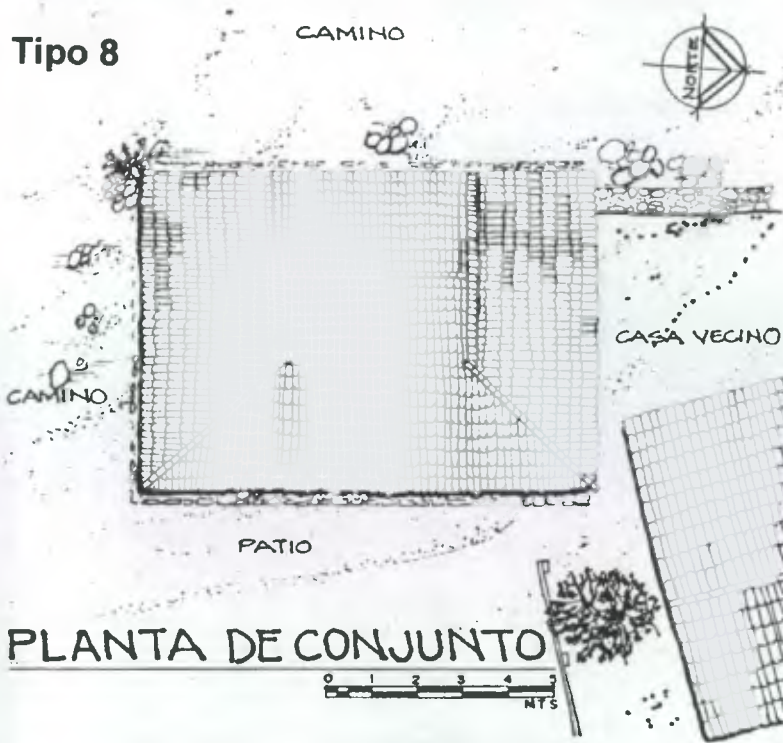 Tipo 8
CAMINO
NORTE
CASA VECINO
CAMINO
PATIO
PLANTA DE CONJUNTO
0 1 2 3 4 5
MTS